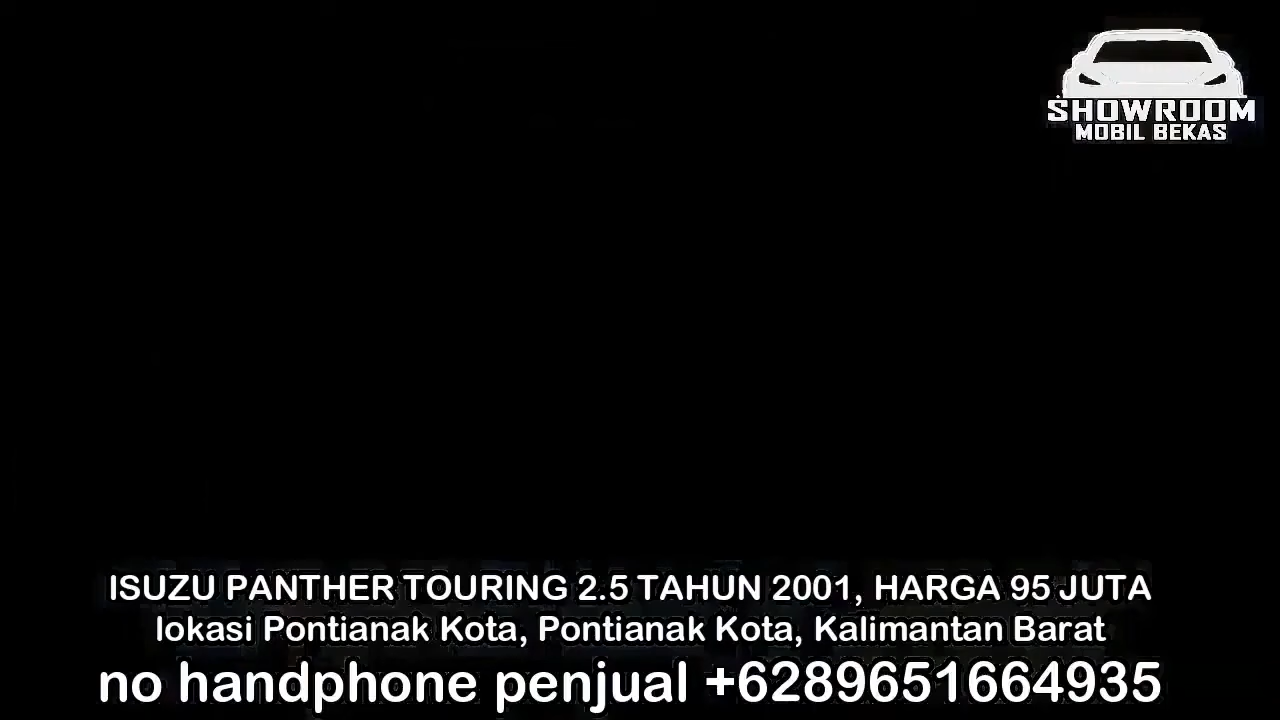 SHOWROOM
MOBIL BEKAS
ISUZU PANTHER TOURING 2.5 TAHUN 2001, HARGA 95 JUTA
lokasi Pontianak Kota, Pontianak Kota, Kalimantan Barat
no handphone penjual +6289651664935